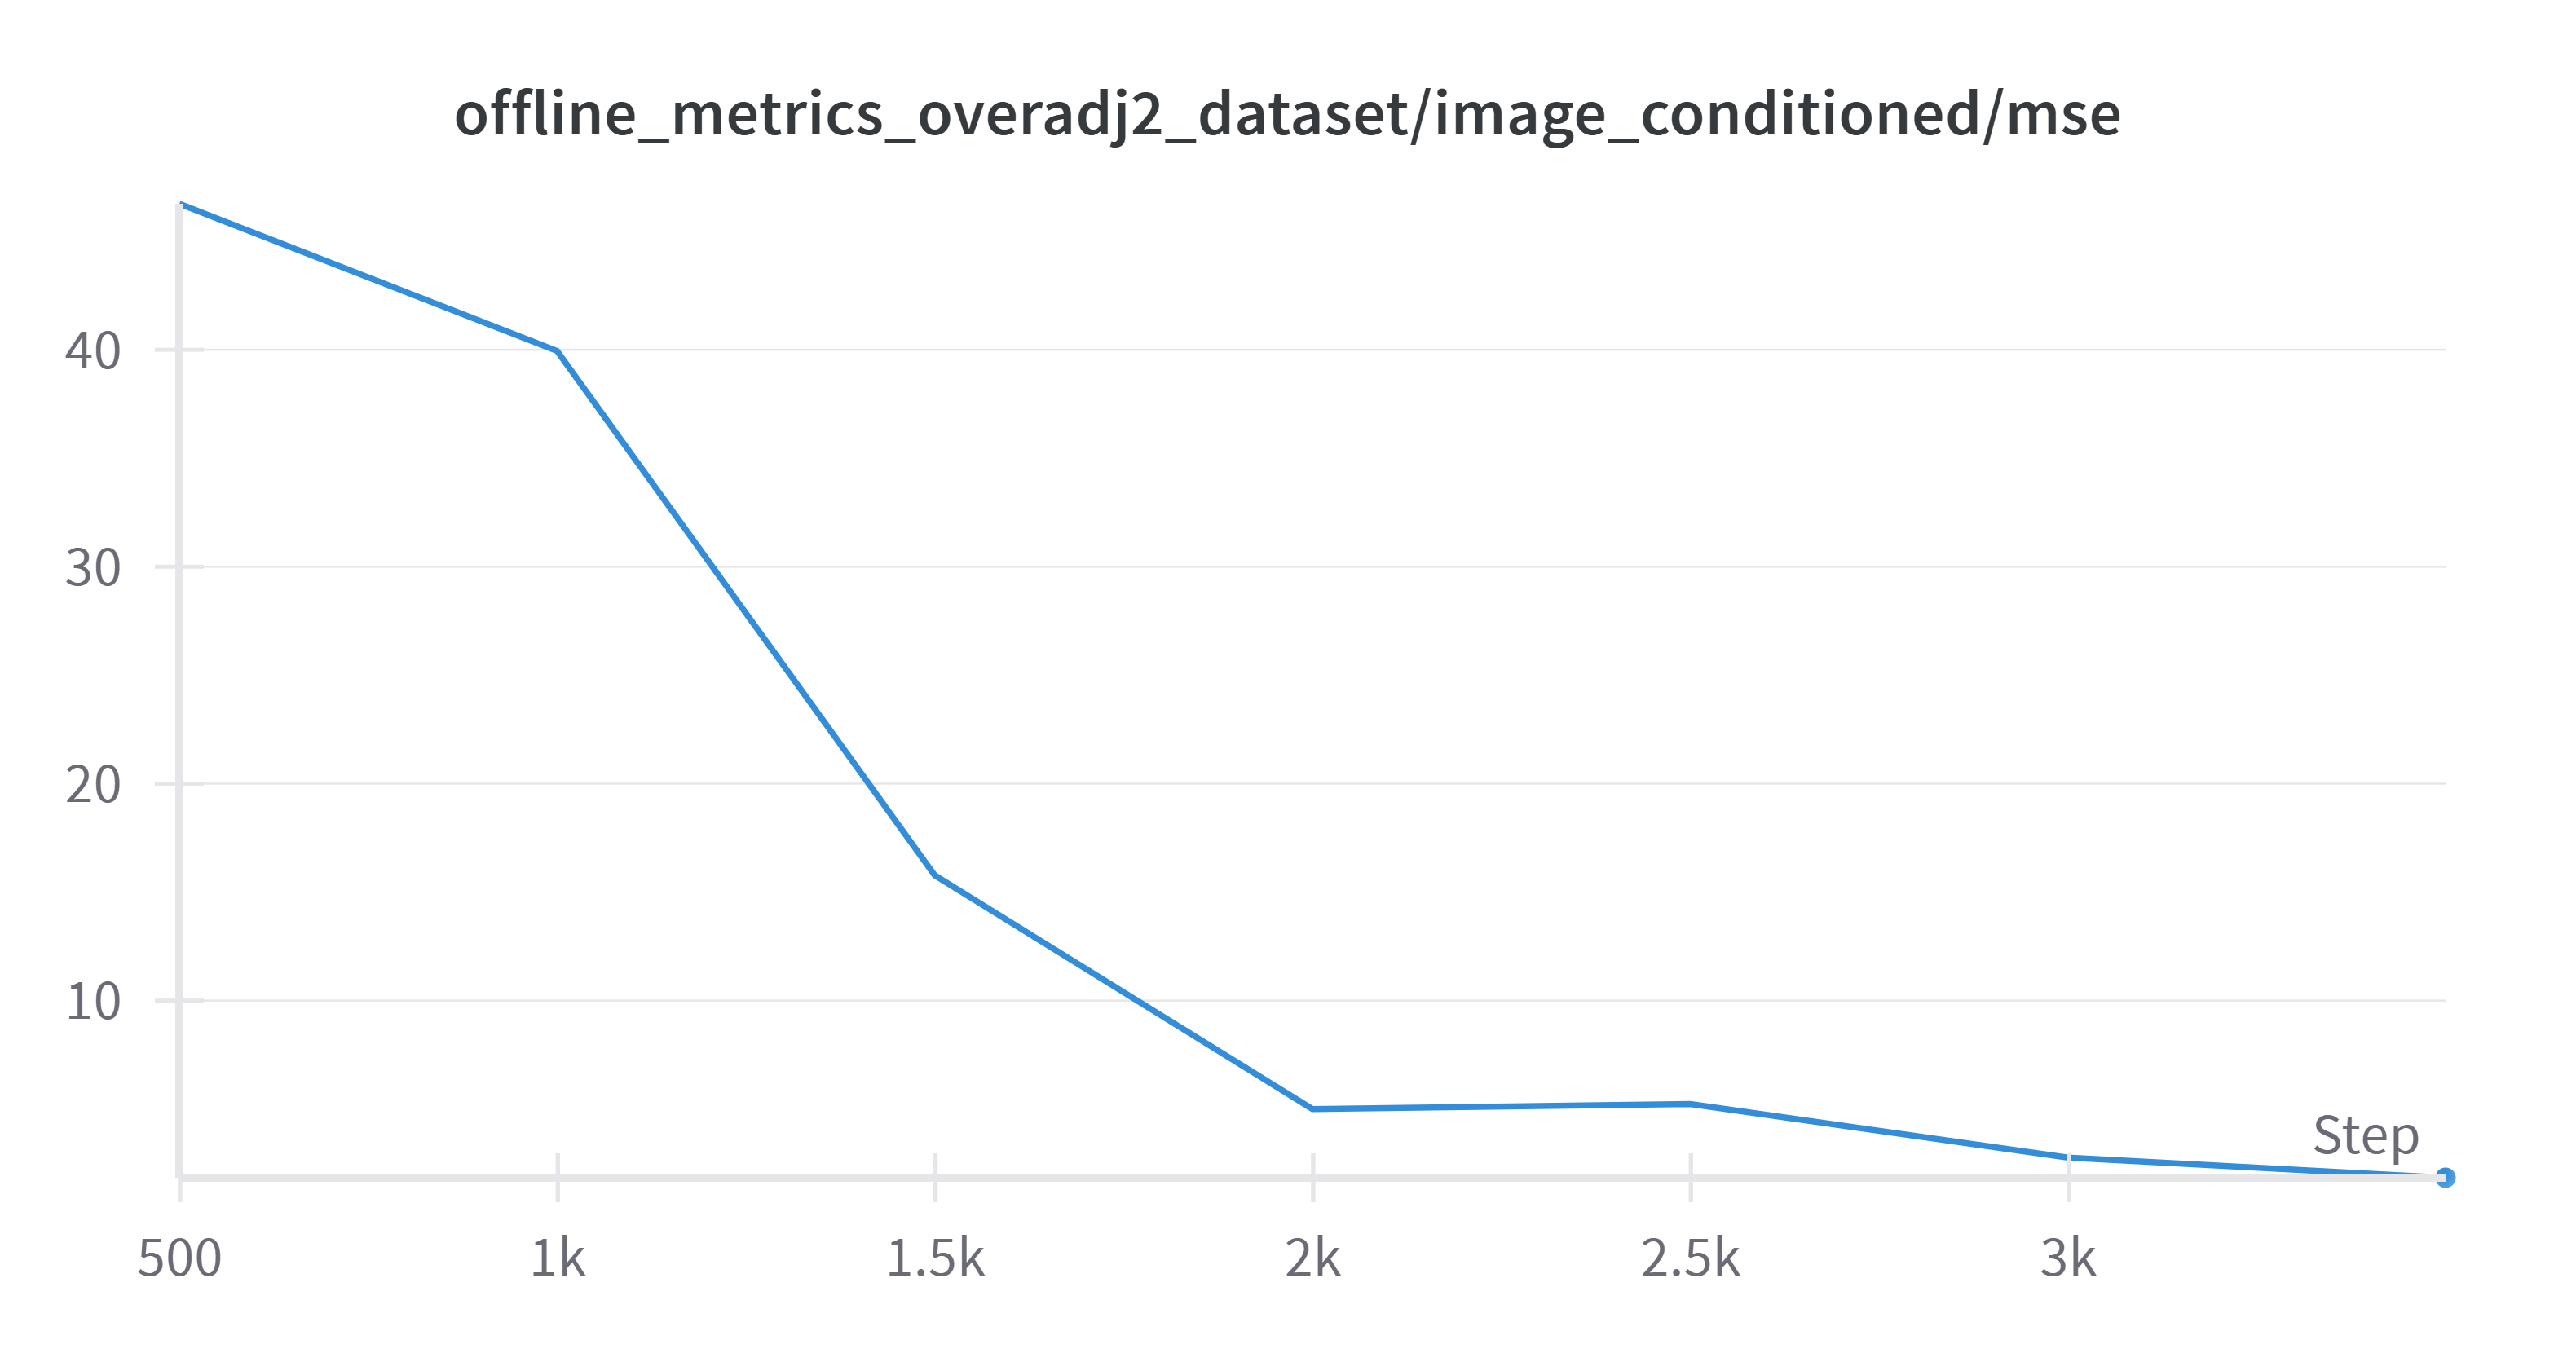 offline_metrics_overadj2_dataset/image_conditioned/mse
40
30
20
10
Step
500 1k 1.5k 2k 2.5k 3k